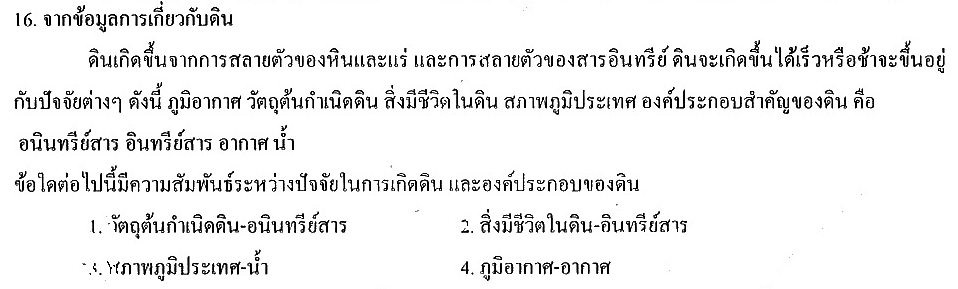 16. จากข้อมูลการเกี่ยวกับดิน
ดินเกิดขึ้นจากการสลายตัวของหินและแร่ และการสลายตัวของสารอินทรีย์ ดินจะเกิดขึ้นได้เร็วหรือช้าจะขึ้นอยู่
กับปัจจัยต่างๆ ดังนี้ ภูมิอากาศ วัตถุต้นกำเนิดดิน สิ่งมีชีวิตในดิน สภาพภูมิประเทศ องค์ประกอบสำคัญของดิน คือ
อนินทรีย์สาร อินทรีย์สาร อากาศ น้ำ
ข้อใดต่อไปนี้มีความสัมพันธ์ระหว่างปัจจัยในการเกิดดิน และองค์ประกอบของดิน
1. วัตถุต้นกำเนิดดิน-อนินทรีย์สาร 2. สิ่งมีชีวิตในดิน-อินทรีย์สาร
3. สภาพภูมิประเทศ-น้ำ 4. ภูมิอากาศ-อากาศ